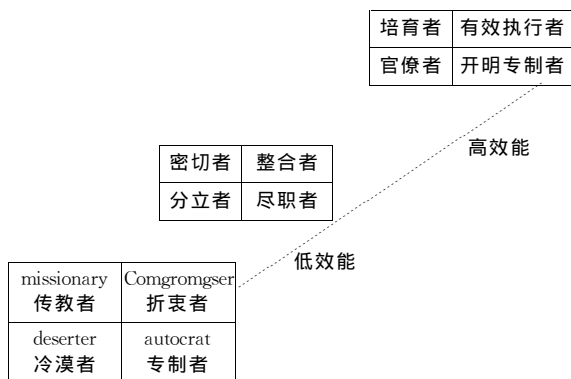 培育者 有效执行者
官僚者 开明专制者
高效能
密切者 整合者
分立者 尽职者
低效能
missionary Comgromgser
传教者 折衷者
deserter autocrat
冷漠者 专制者